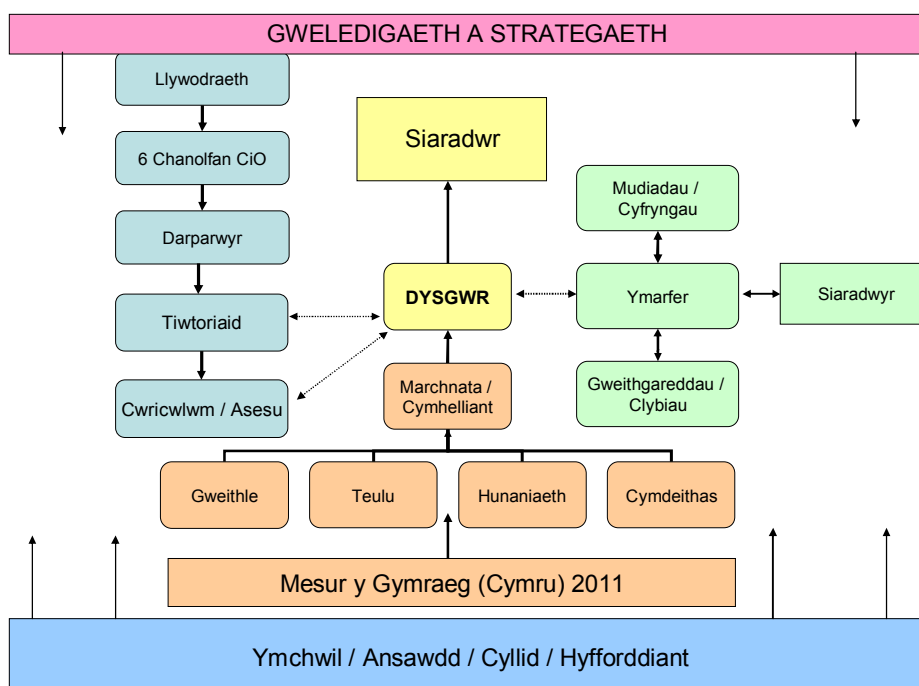 GWELEDIGAETH A STRATEGAETH
Llywodraeth
6 Chanolfan CiO
Darparwyr
Tiwtoriaid
Cwricwlwm / Asesu
Siaradwr
DYSGWR
Marchnata /
Cymhelliant
Mudiadau /
Cyfryngau
Ymarfer
Siaradwyr
Gweithgareddau /
Clybiau
Gweithle
Teulu
Hunaniaeth
Cymdeithas
Mesur y Gymraeg (Cymru) 2011
Ymchwil / Ansawdd / Cyllid / Hyfforddiant